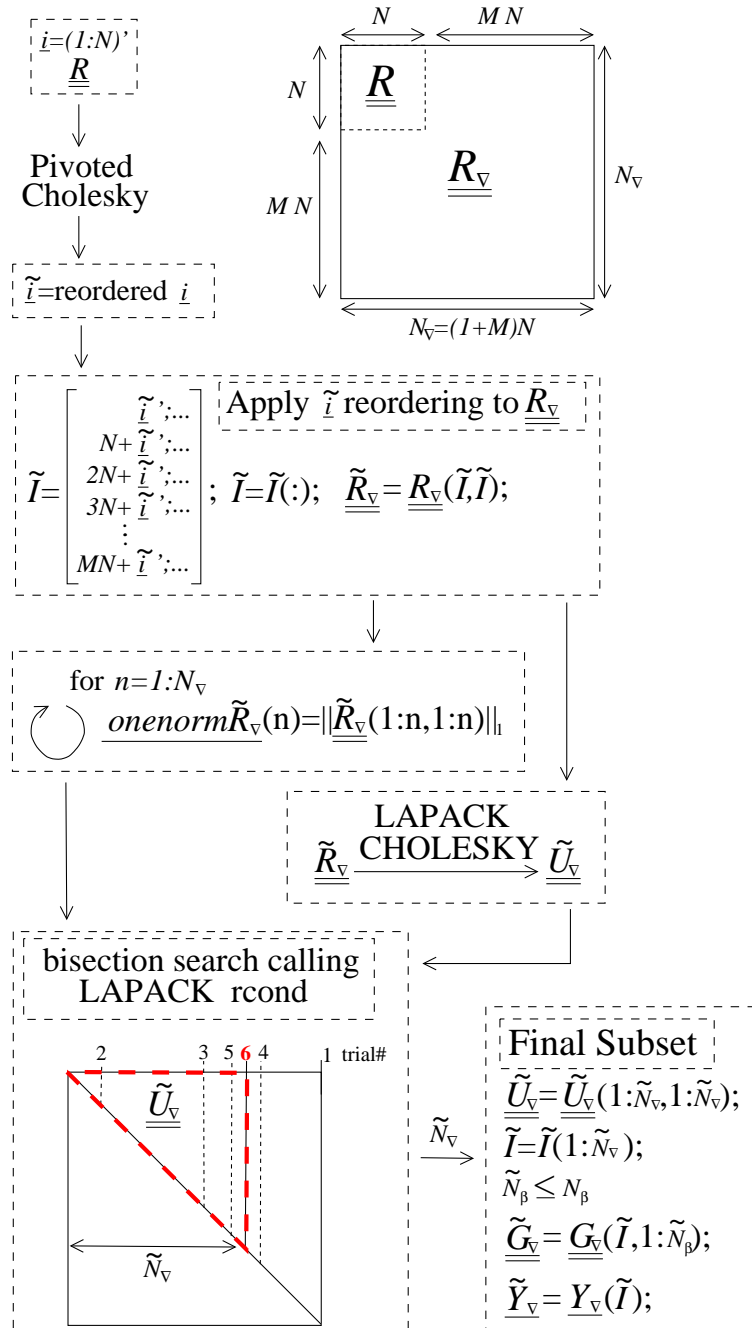 i=(1:N)'
R
N
M N
N
R
M N
R∇
N∇
N∇=(1+M)N
Pivoted
Cholesky
ĩ=reordered i
Apply ĩ reordering to R∇
Ĩ= [ ĩ ';...
N+ ĩ ';...
2N+ ĩ ';...
3N+ ĩ ';...
⋮
MN+ ĩ ';... ] ; Ĩ=Ĩ(:); R̃∇=R∇(Ĩ,Ĩ);
for n=1:N∇
onenormR̃∇(n)=||R̃∇(1:n,1:n)||₁
LAPACK
CHOLESKY
R̃∇ Ũ∇
bisection search calling
LAPACK rcond
2 3 5 6 4 1 trial#
Ũ∇
Ñ∇
Ñ∇
Final Subset
Ũ∇=Ũ∇(1:Ñ∇,1:Ñ∇);
Ĩ=Ĩ(1:Ñ∇);
Ñβ ≤ Nβ
G̃∇=G∇(Ĩ,1:Ñβ);
Ỹ∇=Y∇(Ĩ);